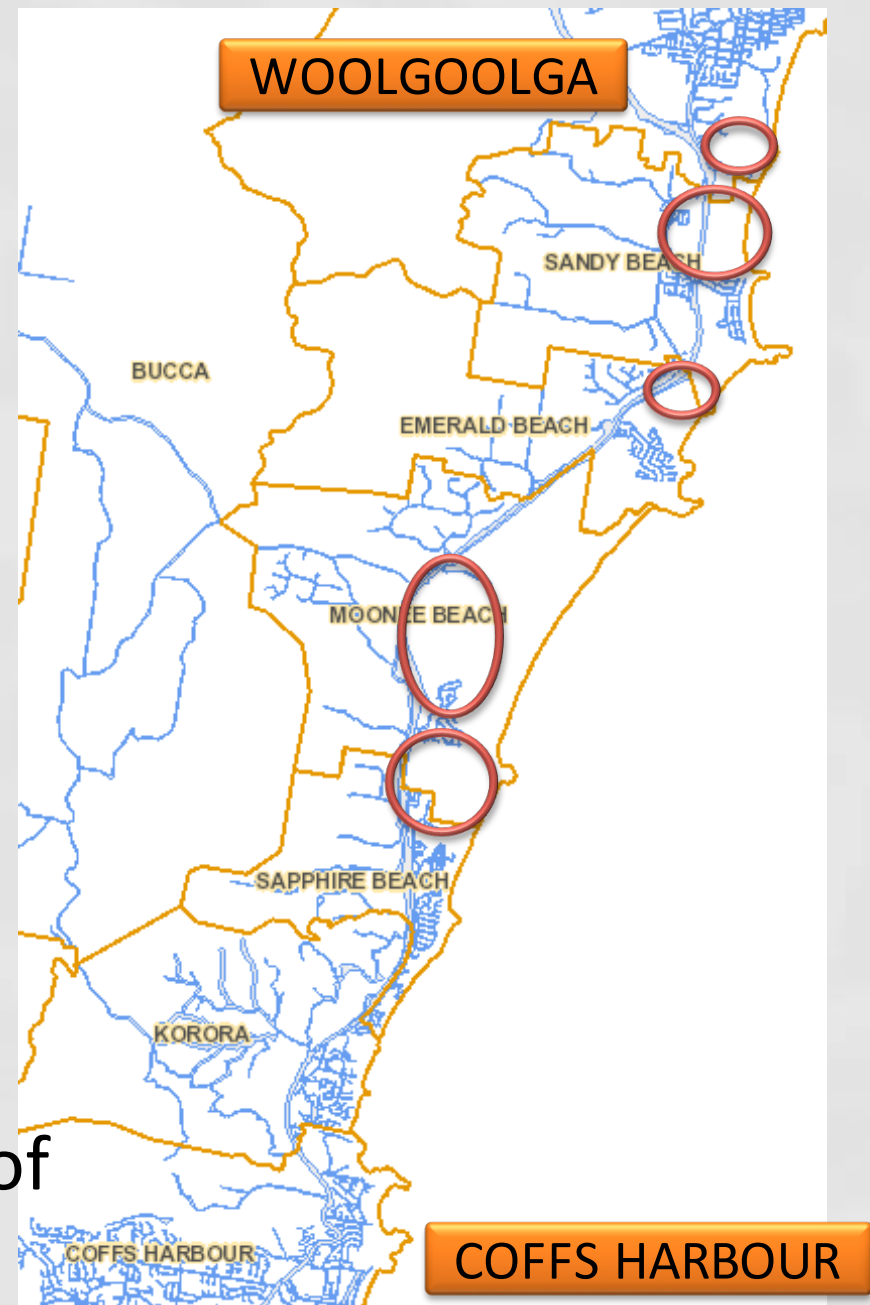 WOOLGOOLGA
SANDY BEACH
BUCCA
EMERALD BEACH
MOONEE BEACH
SAPPHIRE BEACH
KORORA
of
COFFS HARBOUR
COFFS HARBOUR